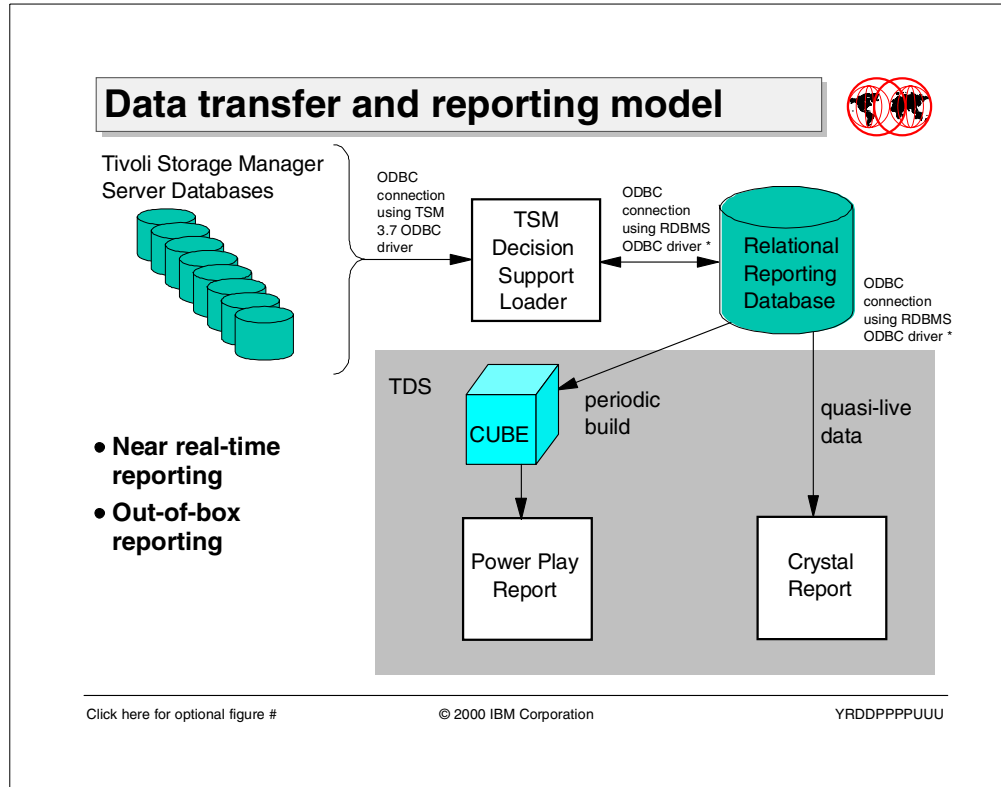 Data transfer and reporting model
Tivoli Storage Manager
Server Databases
ODBC
connection
using TSM
3.7 ODBC
driver
TSM
Decision
Support
Loader
ODBC
connection
using RDBMS
ODBC driver *
Relational
Reporting
Database
ODBC
connection
using RDBMS
ODBC driver *
TDS
CUBE
periodic
build
quasi-live
data
• Near real-time
reporting
• Out-of-box
reporting
Power Play
Report
Crystal
Report
Click here for optional figure #
© 2000 IBM Corporation
YRDDPPPPUUU